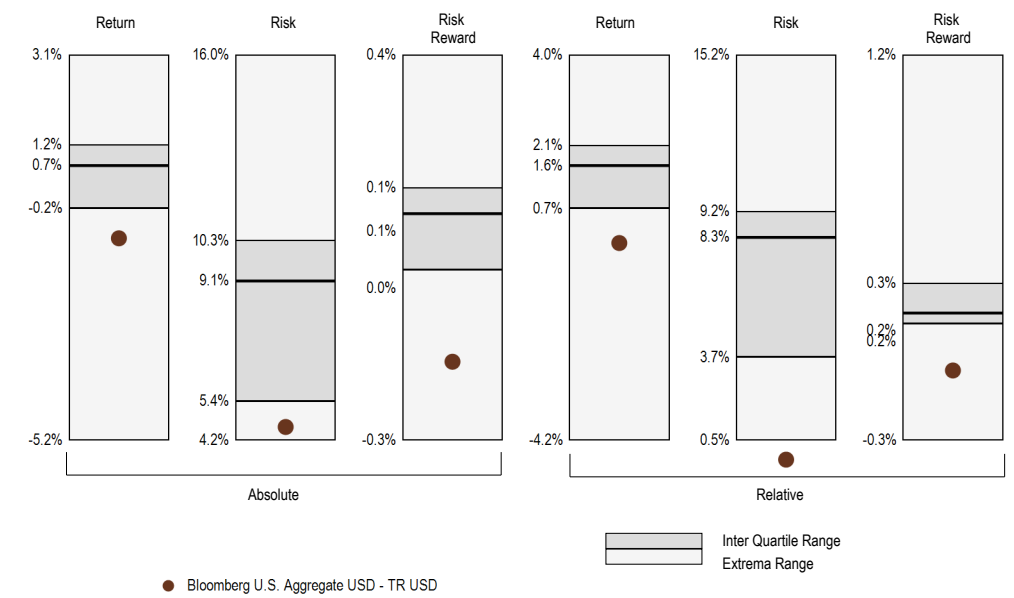 Return
Risk
Risk
Reward
Return
Risk
Risk
Reward
3.1%
1.2%
0.7%
-0.2%
-5.2%
16.0%
10.3%
9.1%
5.4%
4.2%
0.4%
0.1%
0.1%
0.0%
-0.3%
4.0%
2.1%
1.6%
0.7%
-4.2%
15.2%
9.2%
8.3%
3.7%
0.5%
1.2%
0.3%
0.2%
0.2%
-0.3%
Absolute
Relative
Inter Quartile Range
Extrema Range
Bloomberg U.S. Aggregate USD - TR USD